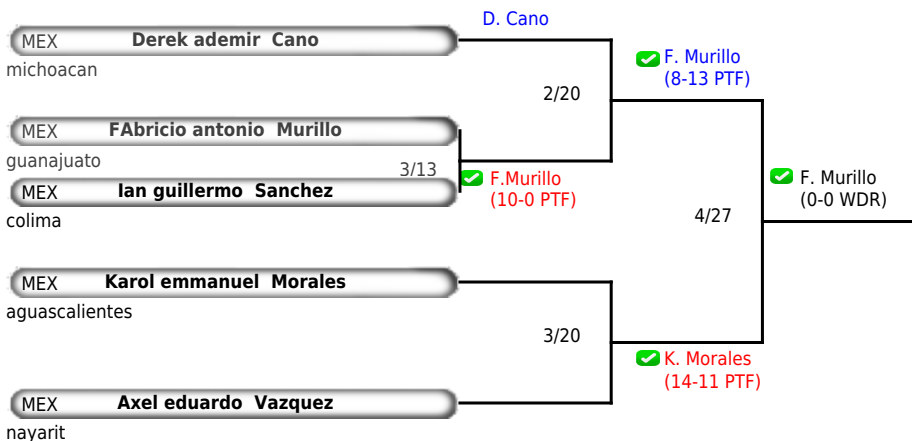 D. Cano
MEX Derek ademir Cano
michoacan
2/20
F. Murillo
(8-13 PTF)
MEX FAbricio antonio Murillo
guanajuato
3/13
MEX Ian guillermo Sanchez
colima
F.Murillo
(10-0 PTF)
4/27
F. Murillo
(0-0 WDR)
MEX Karol emmanuel Morales
aguascalientes
3/20
K. Morales
(14-11 PTF)
MEX Axel eduardo Vazquez
nayarit